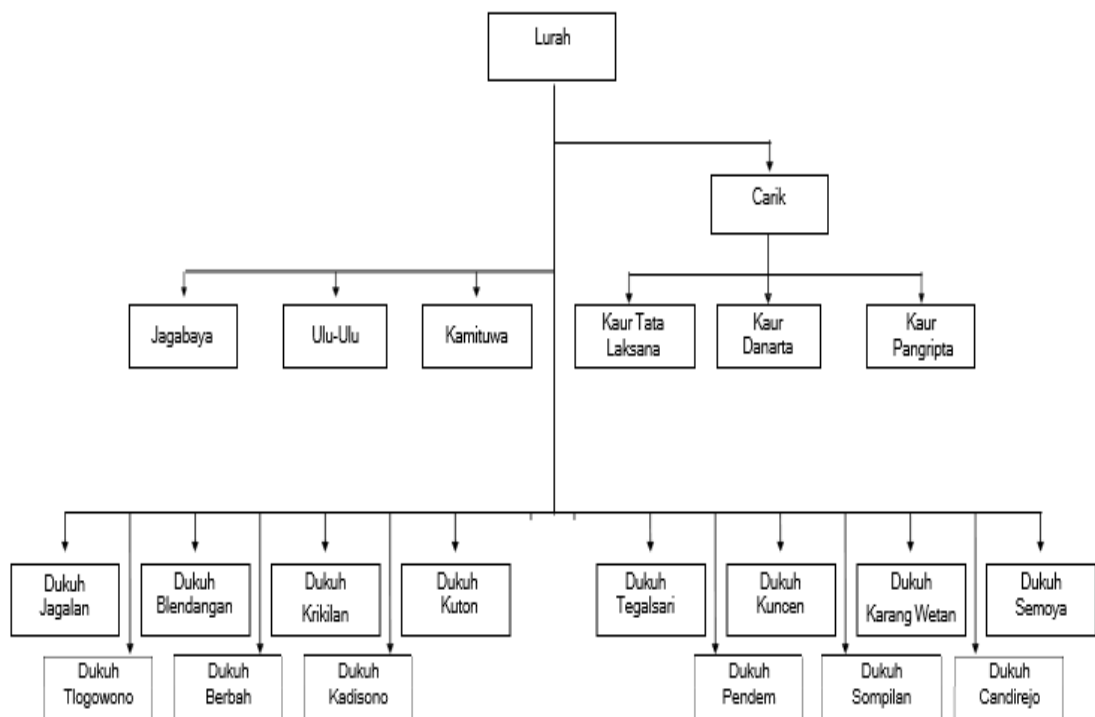 Lurah
Carik
Jagabaya
Ulu-Ulu
Kamituwa
Kaur Tata
Laksana
Kaur
Danarta
Kaur
Pangripta
Dukuh
Jagalan
Dukuh
Blendangan
Dukuh
Krikilan
Dukuh
Kuton
Dukuh
Tegalsari
Dukuh
Kuncen
Dukuh
Karang Wetan
Dukuh
Semoya
Dukuh
Tlogowono
Dukuh
Berbah
Dukuh
Kadisono
Dukuh
Pendem
Dukuh
Sompilan
Dukuh
Candirejo